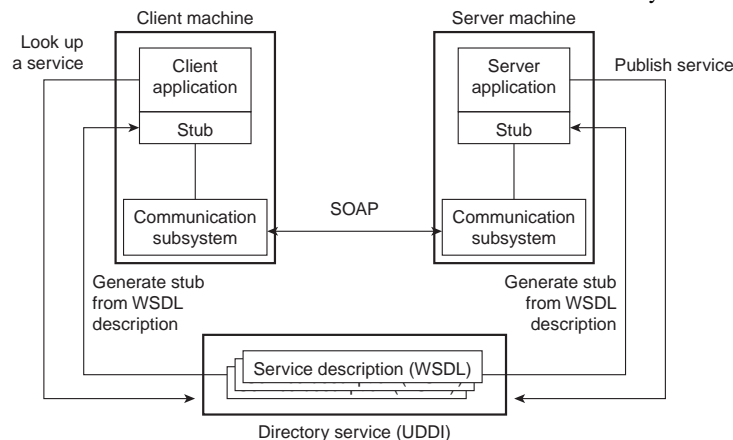 Client machine
Server machine
Look up
a service
Client
application
Server
application
Publish service
Stub
Stub
SOAP
Communication
subsystem
Communication
subsystem
Generate stub
from WSDL
description
Generate stub
from WSDL
description
Service description (WSDL)
Directory service (UDDI)